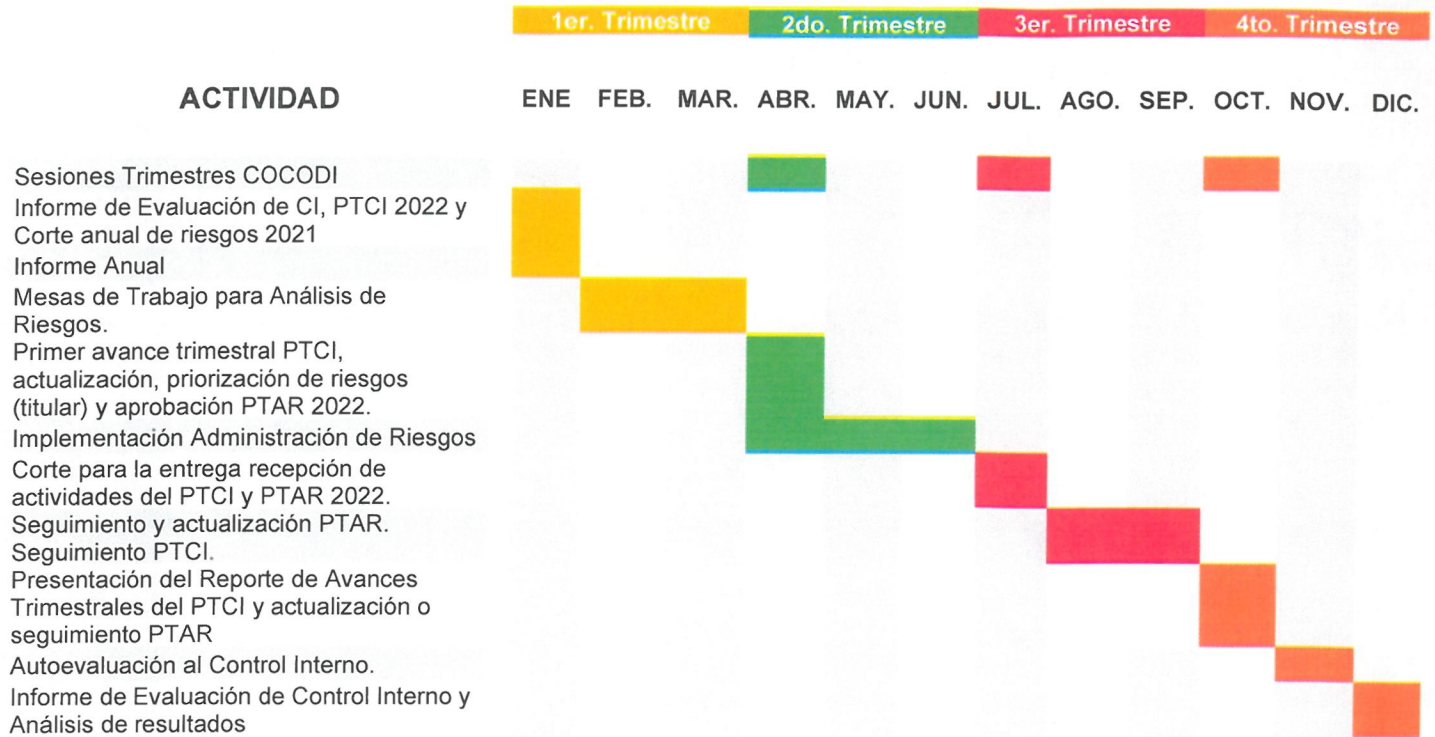 1er. Trimestre 2do. Trimestre 3er. Trimestre 4to. Trimestre
ACTIVIDAD ENE FEB. MAR. ABR. MAY. JUN. JUL. AGO. SEP. OCT. NOV. DIC.
Sesiones Trimestres COCODI
Informe de Evaluación de CI, PTCI 2022 y
Corte anual de riesgos 2021
Informe Anual
Mesas de Trabajo para Análisis de
Riesgos.
Primer avance trimestral PTCI,
actualización, priorización de riesgos
(titular) y aprobación PTAR 2022.
Implementación Administración de Riesgos
Corte para la entrega recepción de
actividades del PTCI y PTAR 2022.
Seguimiento y actualización PTAR.
Seguimiento PTCI.
Presentación del Reporte de Avances
Trimestrales del PTCI y actualización o
seguimiento PTAR
Autoevaluación al Control Interno.
Informe de Evaluación de Control Interno y
Análisis de resultados